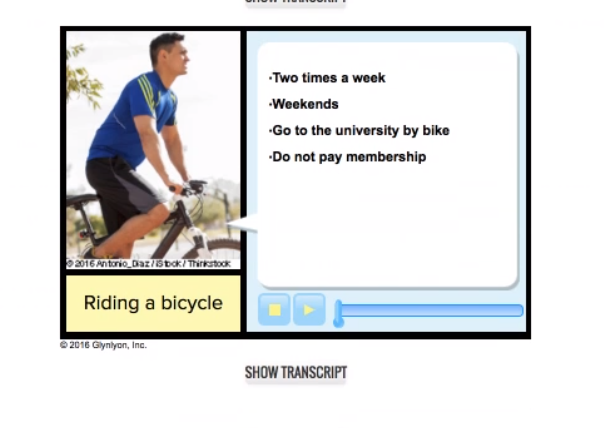 SHOW TRANSCRIPT
·Two times a week
·Weekends
·Go to the university by bike
·Do not pay membership
© 2016 Antonio_Diaz / iStock / Thinkstock
Riding a bicycle
© 2016 Glynlyon, Inc.
SHOW TRANSCRIPT